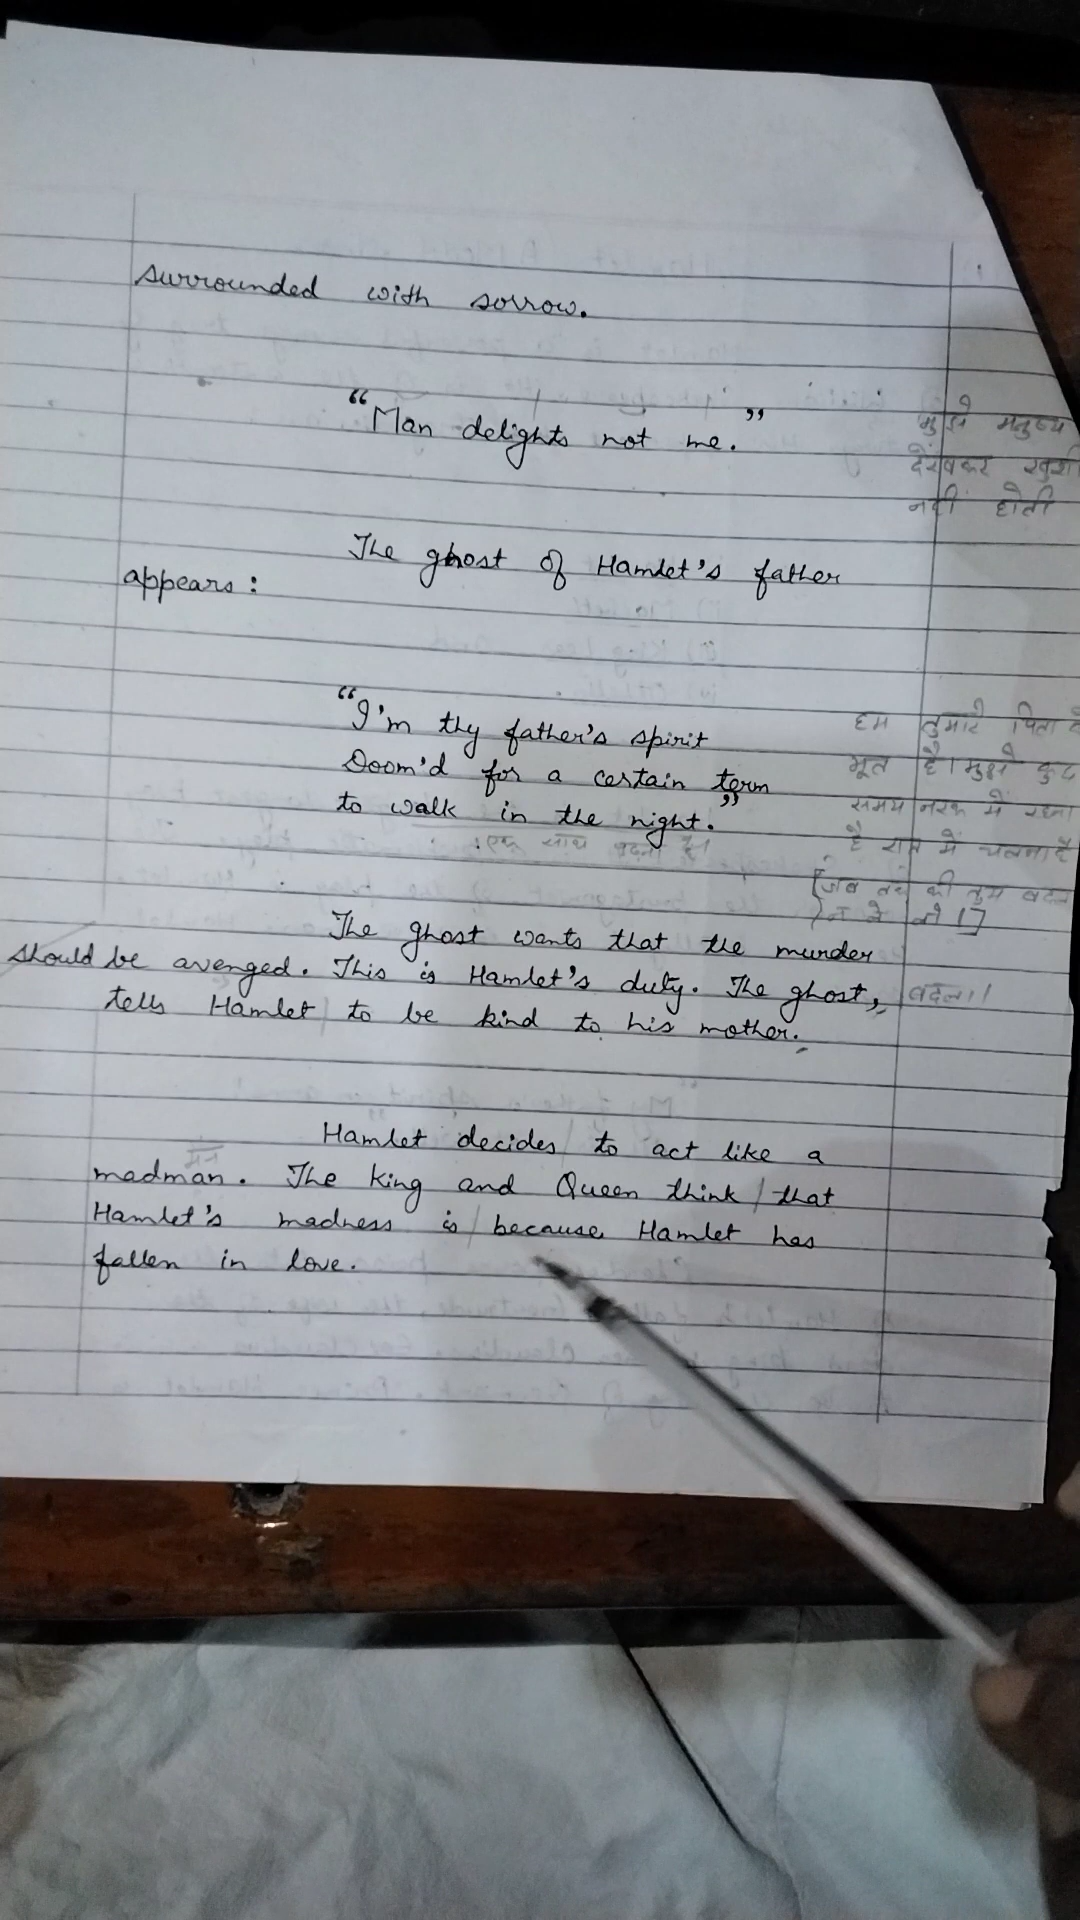 surrounded with sorrow.
“Man delights not me.”
मुझे मनुष्य
देखकर खुशी
नहीं होती
The ghost of Hamlet's father
appears :
“I'm thy father's spirit
Doom'd for a certain term
to walk in the night.”
हम तुमारे पिता के
भूत है। मुझे कुछ
समय नरक में रहना
है रात में चलना है
[जब तक की तुम बदला
न ले लो।]
The ghost wants that the murder
should be avenged. This is Hamlet's duty. The ghost,
बदला।
tells Hamlet to be kind to his mother.
Hamlet decides to act like a
madman. The King and Queen think that
Hamlet's madness is because Hamlet has
fallen in love.